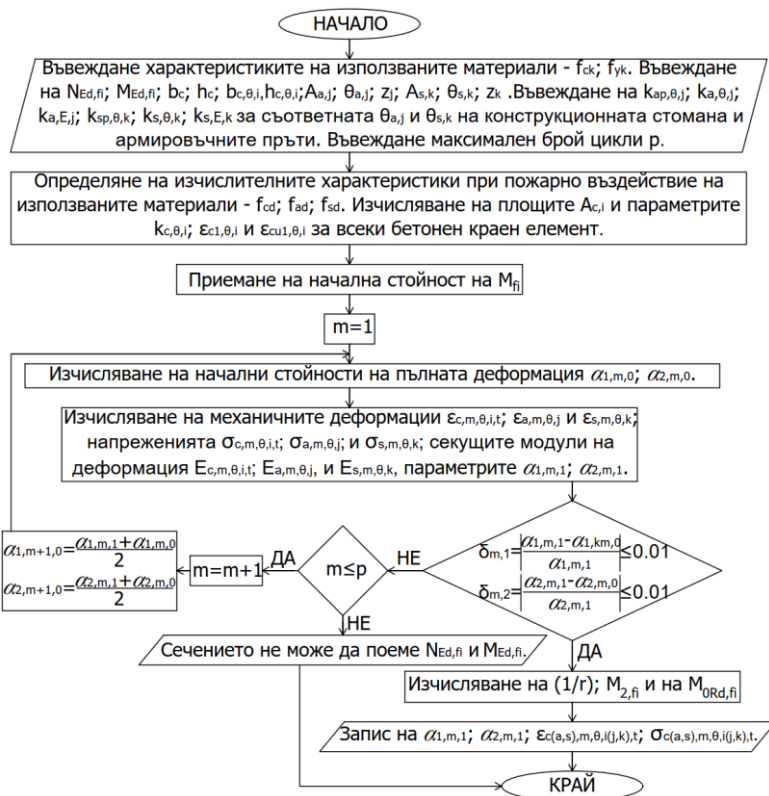 НАЧАЛО
Въвеждане характеристиките на използваните материали - fck; fyk. Въвеждане
на NEd,fi; MEd,fi; bc; hc; bc,θ,i,hc,θ,i;Aa,j; θa,j; zj; As,k; θs,k; zk .Въвеждане на kap,θ,j; ka,θ,j;
ka,E,j; ksp,θ,k; ks,θ,k; ks,E,k за съответната θa,j и θs,k на конструкционната стомана и
армировъчните пръти. Въвеждане максимален брой цикли p.
Определяне на изчислителните характеристики при пожарно въздействие на
използваните материали - fcd; fad; fsd. Изчисляване на площите Ac,i и параметрите
kc,θ,i; εc1,θ,i и εcu1,θ,i за всеки бетонен краен елемент.
Приемане на начална стойност на Mfi
m=1
Изчисляване на начални стойности на пълната деформация α1,m,0; α2,m,0.
Изчисляване на механичните деформации εc,m,θ,i,t; εa,m,θ,j и εs,m,θ,k;
напреженията σc,m,θ,i,t; σa,m,θ,j; и σs,m,θ,k; секущите модули на
деформация Ec,m,θ,i,t; Ea,m,θ,j, и Es,m,θ,k, параметрите α1,m,1; α2,m,1.
δm,1=|α1,m,1-α1,km,0/α1,m,1|≤0.01
δm,2=|α2,m,1-α2,m,0/α2,m,1|≤0.01
НЕ
m≤p
ДА
m=m+1
α1,m+1,0=α1,m,1+α1,m,0/2
α2,m+1,0=α2,m,1+α2,m,0/2
НЕ
Сечението не може да поеме NEd,fi и MEd,fi.
ДА
Изчисляване на (1/r); M2,fi и на M0Rd,fi
Запис на α1,m,1; α2,m,1; εc(a,s),m,θ,i(j,k),t; σc(a,s),m,θ,i(j,k),t.
КРАЙ